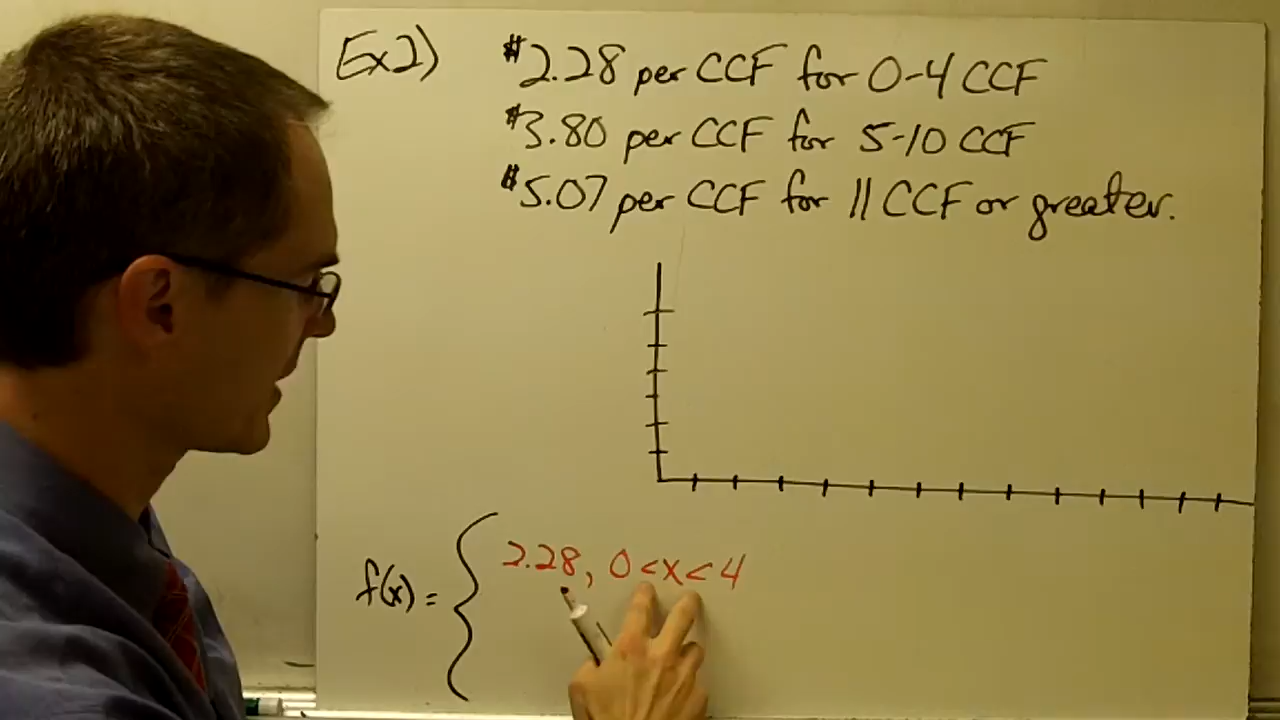 Ex2) $2.28 per CCF for 0-4 CCF
$3.80 per CCF for 5-10 CCF
$5.07 per CCF for 11 CCF or greater.
f(x) = { 2.28, 0<x<4